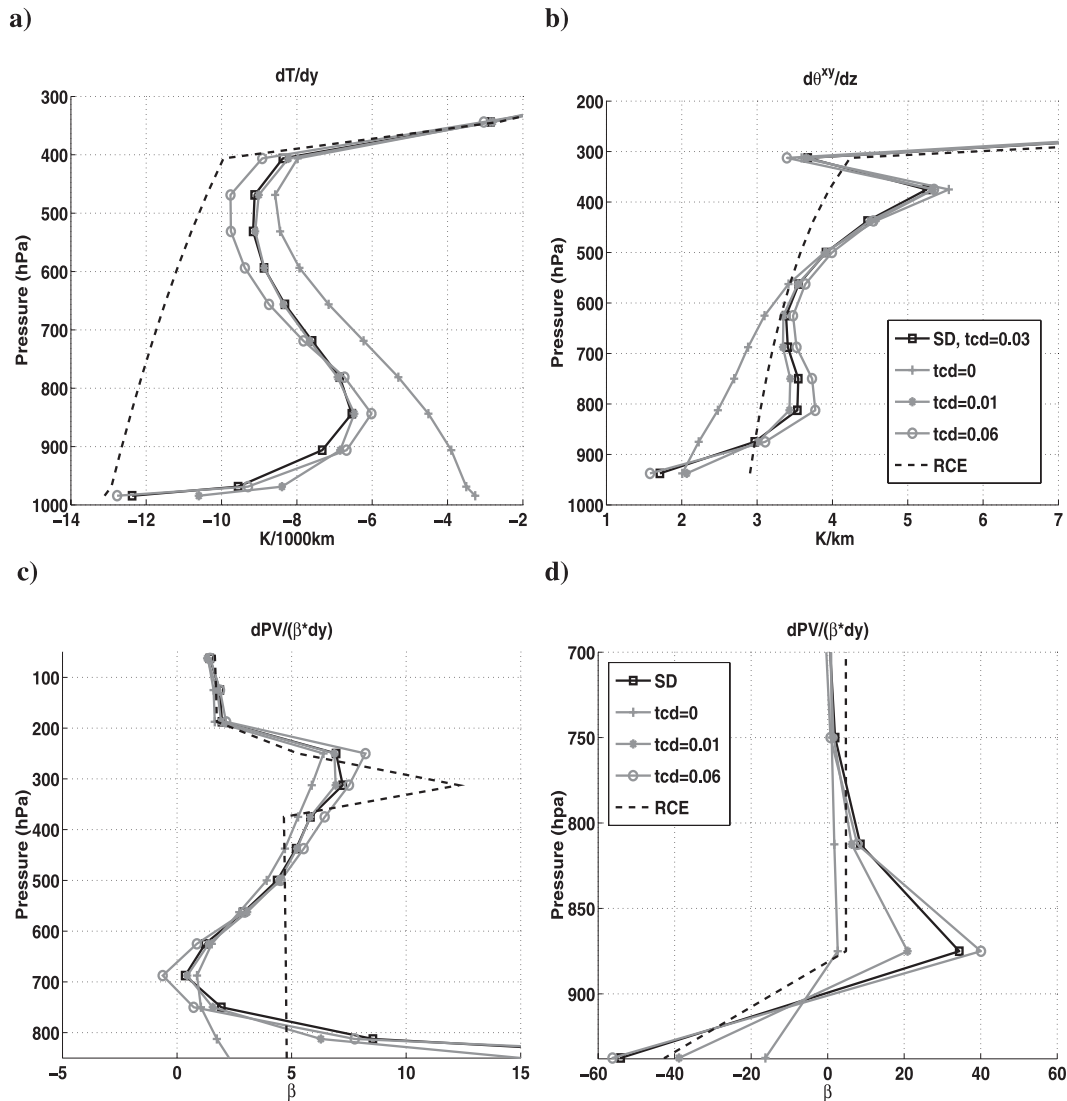 a)
dT/dy
300
400
500
600
700
800
900
1000
Pressure (hPa)
−14
−12
−10
−8
−6
−4
−2
K/1000km
b)
dθxy/dz
200
300
400
500
600
700
800
900
1000
Pressure (hPa)
1
2
3
4
5
6
7
K/km
SD, tcd=0.03
tcd=0
tcd=0.01
tcd=0.06
RCE
c)
dPV/(β*dy)
100
200
300
400
500
600
700
800
Pressure (hPa)
−5
0
5
10
15
β
d)
dPV/(β*dy)
700
750
800
850
900
Pressure (hpa)
−60
−40
−20
0
20
40
60
β
SD
tcd=0
tcd=0.01
tcd=0.06
RCE